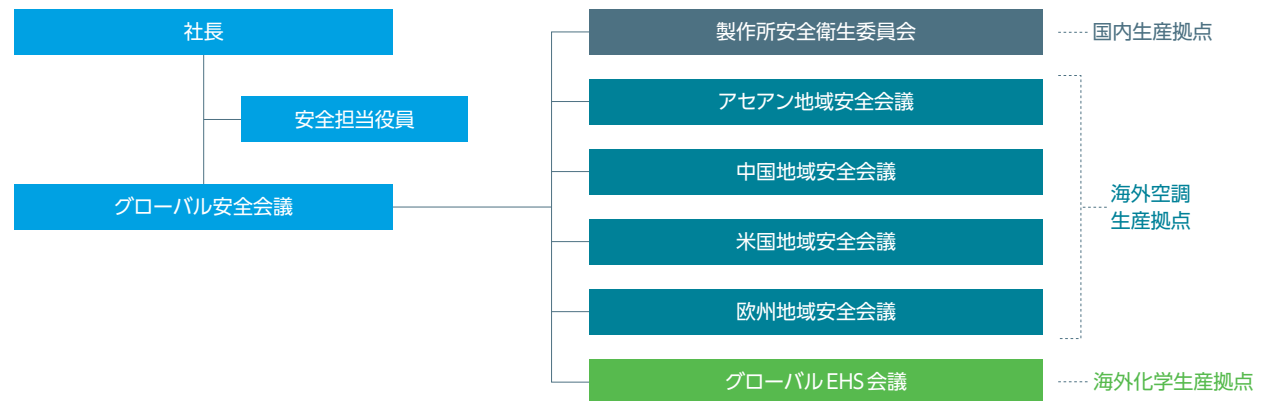 社長
安全担当役員
グローバル安全会議
製作所安全衛生委員会
国内生産拠点
アセアン地域安全会議
中国地域安全会議
米国地域安全会議
欧州地域安全会議
海外空調
生産拠点
グローバルEHS会議
海外化学生産拠点